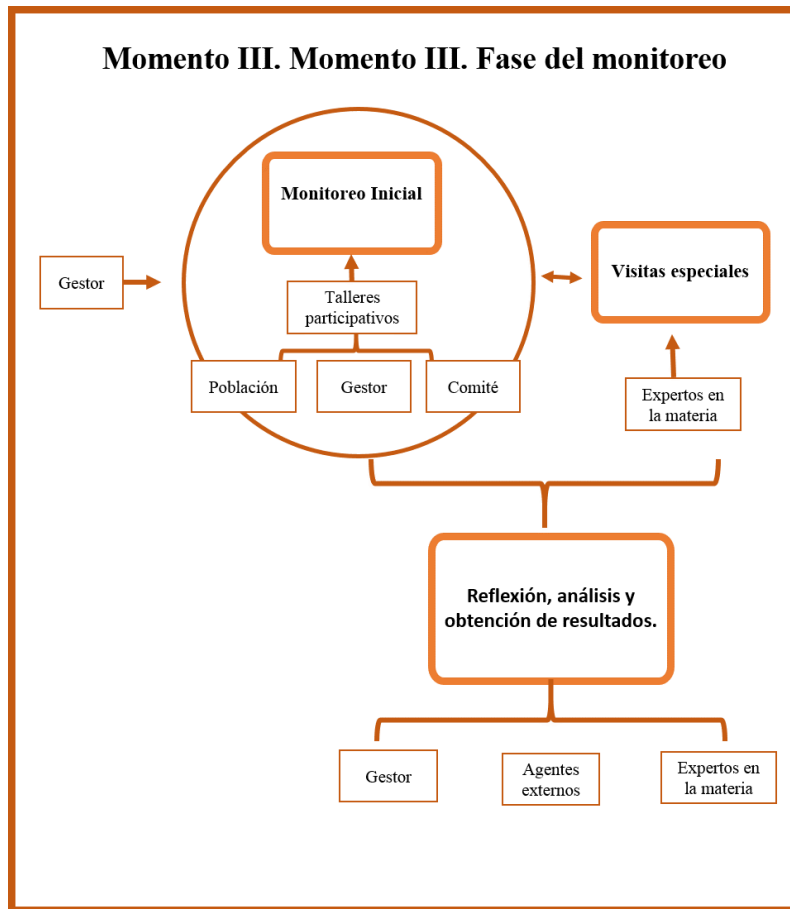 Momento III. Momento III. Fase del monitoreo
Monitoreo Inicial
Visitas especiales
Gestor
Talleres
participativos
Población
Gestor
Comité
Expertos en
la materia
Reflexión, análisis y
obtención de resultados.
Gestor
Agentes
externos
Expertos en
la materia